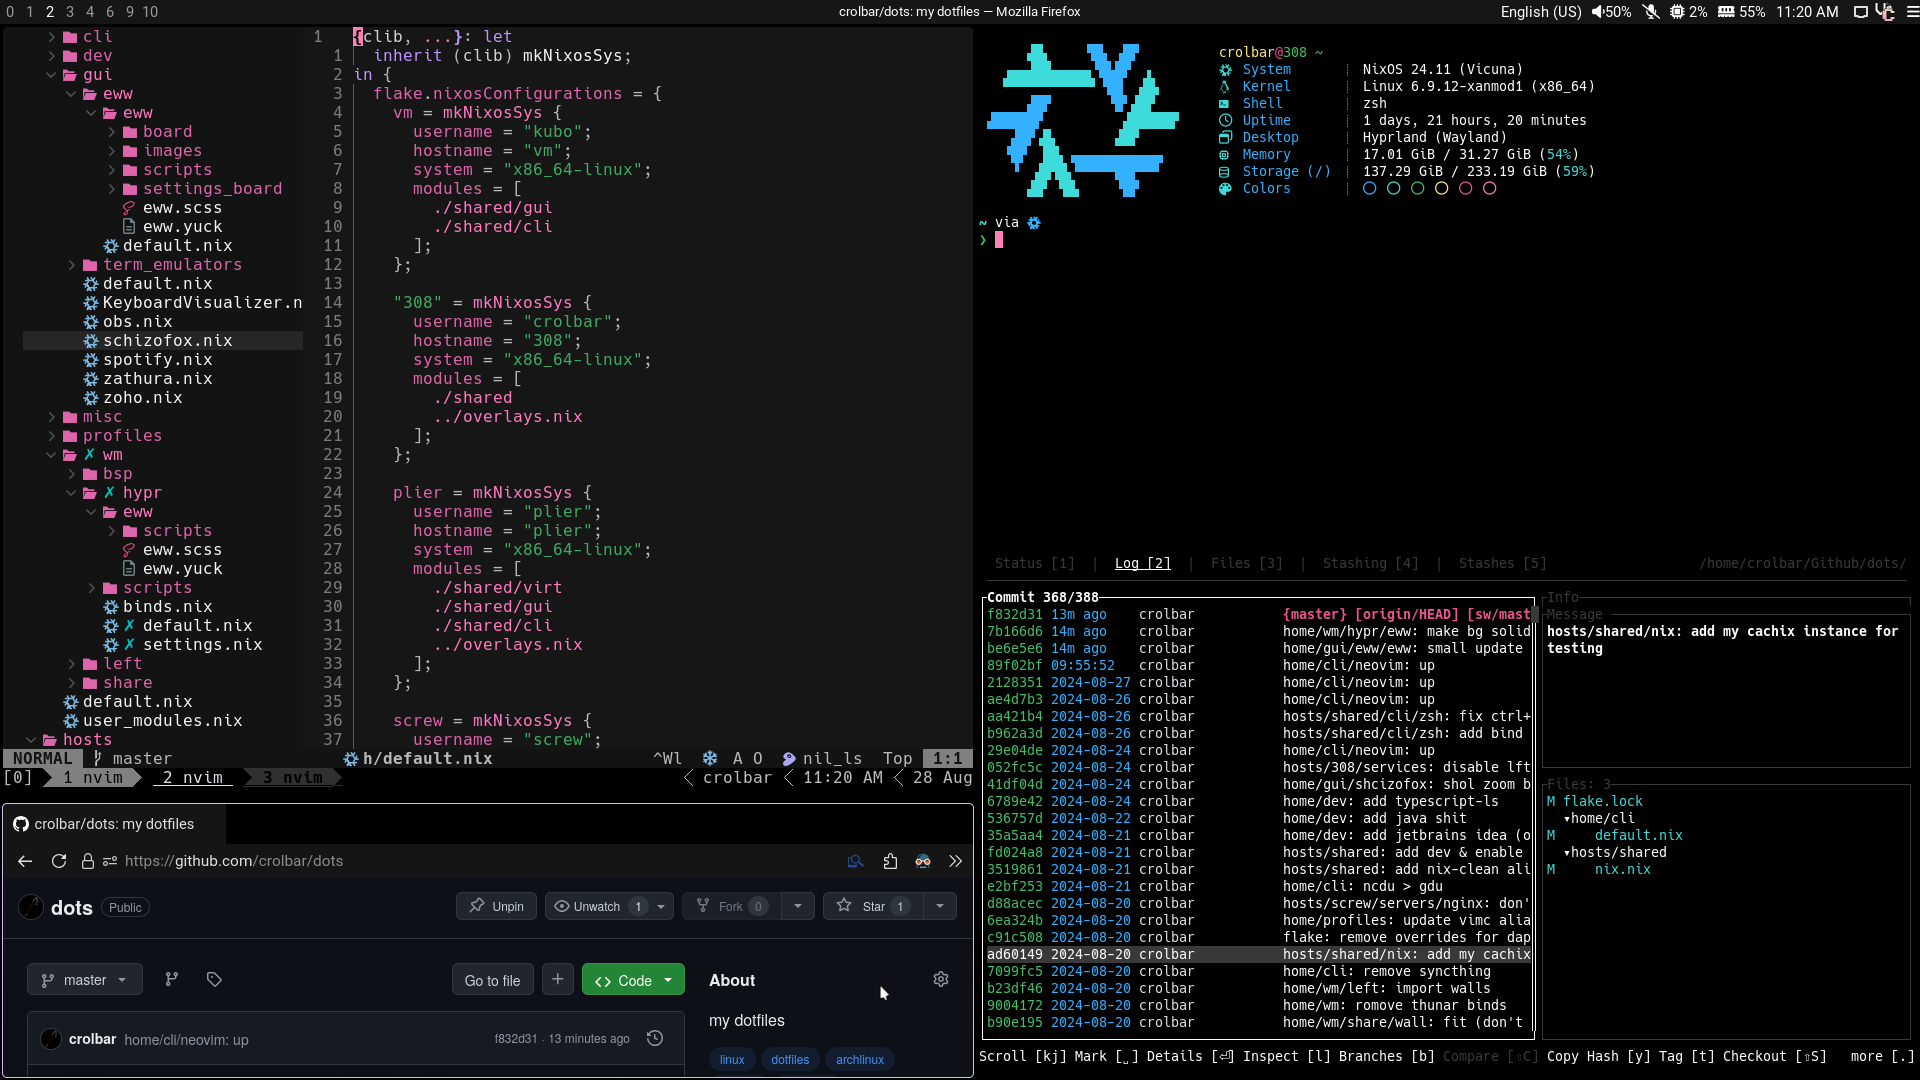 0 1 2 3 4 6 9 10
crolbar/dots: my dotfiles — Mozilla Firefox
English (US) 50% 2% 55% 11:20 AM
cli
dev
gui
eww
eww
board
images
scripts
settings_board
eww.scss
eww.yuck
default.nix
term_emulators
default.nix
KeyboardVisualizer.n
obs.nix
schizofox.nix
spotify.nix
zathura.nix
zoho.nix
misc
profiles
✗ wm
bsp
✗ hypr
eww
scripts
eww.scss
eww.yuck
scripts
binds.nix
✗ default.nix
✗ settings.nix
left
share
default.nix
user_modules.nix
hosts
1 {clib, ...}: let
1 inherit (clib) mkNixosSys;
2 in {
3 flake.nixosConfigurations = {
4 vm = mkNixosSys {
5 username = "kubo";
6 hostname = "vm";
7 system = "x86_64-linux";
8 modules = [
9 ./shared/gui
10 ./shared/cli
11 ];
12 };
13
14 "308" = mkNixosSys {
15 username = "crolbar";
16 hostname = "308";
17 system = "x86_64-linux";
18 modules = [
19 ./shared
20 ../overlays.nix
21 ];
22 };
23
24 plier = mkNixosSys {
25 username = "plier";
26 hostname = "plier";
27 system = "x86_64-linux";
28 modules = [
29 ./shared/virt
30 ./shared/gui
31 ./shared/cli
32 ../overlays.nix
33 ];
34 };
35
36 screw = mkNixosSys {
37 username = "screw";
NORMAL master h/default.nix ^Wl A O nil_ls Top 1:1
[0] 1 nvim 2 nvim 3 nvim crolbar 11:20 AM 28 Aug
crolbar@308 ~
System NixOS 24.11 (Vicuna)
Kernel Linux 6.9.12-xanmod1 (x86_64)
Shell zsh
Uptime 1 days, 21 hours, 20 minutes
Desktop Hyprland (Wayland)
Memory 17.01 GiB / 31.27 GiB (54%)
Storage (/) 137.29 GiB / 233.19 GiB (59%)
Colors
~ via
❯
Status [1] | Log [2] | Files [3] | Stashing [4] | Stashes [5] /home/crolbar/Github/dots/
Commit 368/388
f832d31 13m ago crolbar {master} [origin/HEAD] [sw/mast
7b166d6 14m ago crolbar home/wm/hypr/eww: make bg solid
be6e5e6 14m ago crolbar home/gui/eww/eww: small update
89f02bf 09:55:52 crolbar home/cli/neovim: up
2128351 2024-08-27 crolbar home/cli/neovim: up
ae4d7b3 2024-08-26 crolbar home/cli/neovim: up
aa421b4 2024-08-26 crolbar hosts/shared/cli/zsh: fix ctrl+
b962a3d 2024-08-26 crolbar hosts/shared/cli/zsh: add bind
29e04de 2024-08-24 crolbar home/cli/neovim: up
052fc5c 2024-08-24 crolbar hosts/308/services: disable lft
41df04d 2024-08-24 crolbar home/gui/shcizofox: shol zoom b
6789e42 2024-08-24 crolbar home/dev: add typescript-ls
536757d 2024-08-22 crolbar home/dev: add java shit
35a5aa4 2024-08-21 crolbar home/dev: add jetbrains idea (o
fd024a8 2024-08-21 crolbar hosts/shared: add dev & enable
3519861 2024-08-21 crolbar hosts/shared: add nix-clean ali
e2bf253 2024-08-21 crolbar home/cli: ncdu > gdu
d88acec 2024-08-20 crolbar hosts/screw/servers/nginx: don'
6ea324b 2024-08-20 crolbar home/profiles: update vimc alia
c91c508 2024-08-20 crolbar flake: remove overrides for dap
ad60149 2024-08-20 crolbar hosts/shared/nix: add my cachix
7099fc5 2024-08-20 crolbar home/cli: remove syncthing
b23df46 2024-08-20 crolbar home/wm/left: import walls
9004172 2024-08-20 crolbar home/wm: romove thunar binds
b90e195 2024-08-20 crolbar home/wm/share/wall: fit (don't
Info
Message
hosts/shared/nix: add my cachix instance for
testing
Files: 3
M flake.lock
▾home/cli
M default.nix
▾hosts/shared
M nix.nix
Scroll [kj] Mark [␣] Details [⏎] Inspect [l] Branches [b] Compare [⇧C] Copy Hash [y] Tag [t] Checkout [⇧S] more [.]
crolbar/dots: my dotfiles
https://github.com/crolbar/dots
dots Public Unpin Unwatch 1 Fork 0 Star 1
master Go to file Code About
my dotfiles
crolbar home/cli/neovim: up f832d31 · 13 minutes ago
linux dotfiles archlinux